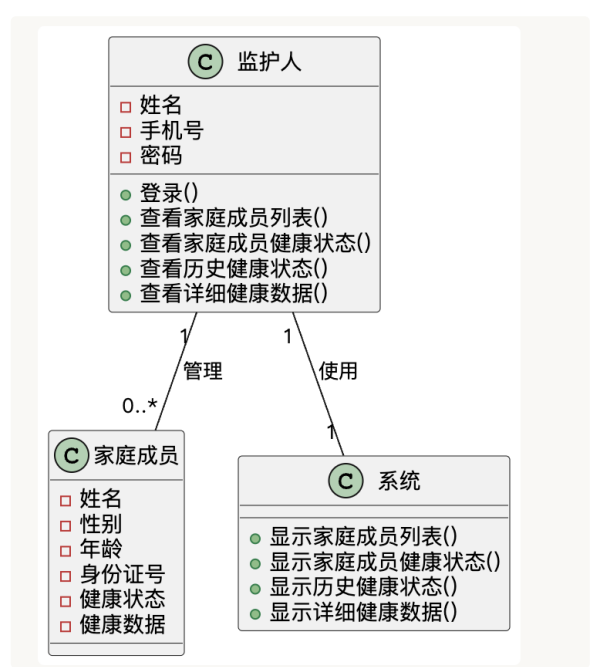 C 监护人
姓名
手机号
密码
登录()
查看家庭成员列表()
查看家庭成员健康状态()
查看历史健康状态()
查看详细健康数据()
1
1
管理
使用
0..*
1
C 家庭成员
姓名
性别
年龄
身份证号
健康状态
健康数据
C 系统
显示家庭成员列表()
显示家庭成员健康状态()
显示历史健康状态()
显示详细健康数据()